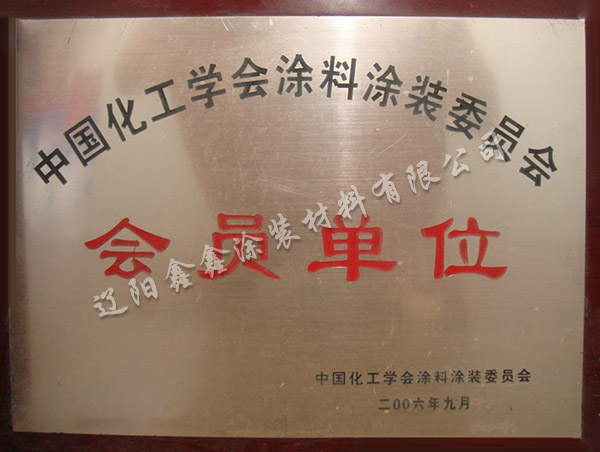 中国化工学会涂料涂装委员会
会员单位
辽阳鑫鑫涂装材料有限公司
中国化工学会涂料涂装委员会
二00六年九月